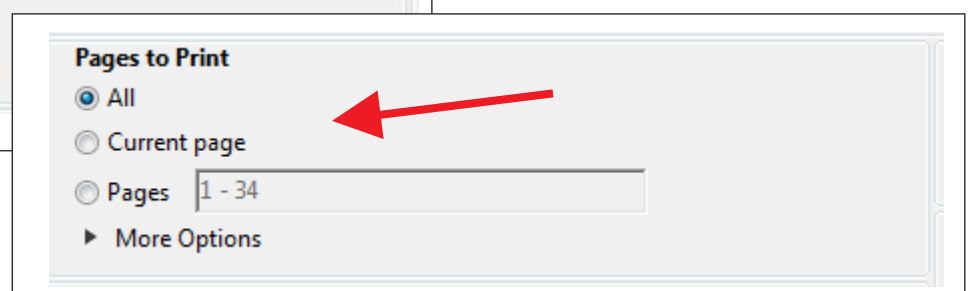 Pages to Print
All
Current page
Pages 1 - 34
More Options